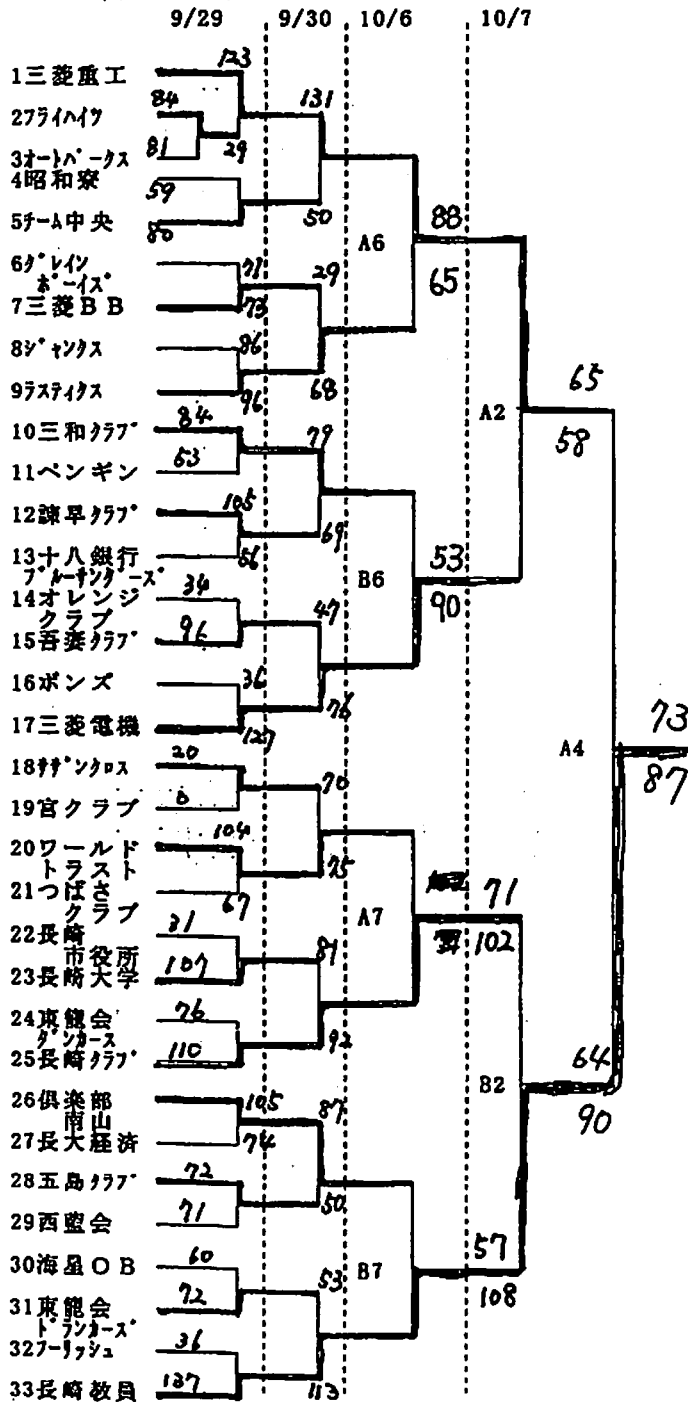 9/29 9/30 10/6 10/7
123
1三菱重工
84
131
2フライハイツ
81
29
3オートパークス
4昭和寮
59
88
50
5チーム中央
80
A6
65
6グレイン
ボーイズ
71
29
7三菱BB
73
8ジャンクス
86
65
9ラスティクス
96
68
A2
58
10三和クラブ
84
79
11ペンギン
53
12諫早クラブ
105
69
13十八銀行
56
53
ブルーサンダーズ
B6
14オレンジ
クラブ
34
47
90
15吾妻クラブ
96
16ボンズ
36
76
73
17三菱電機
127
A4
87
18サザンクロス
20
70
19宮クラブ
0
20ワールド
トラスト
104
75
21つばさ
クラブ
67
71
A7
102
22長崎
市役所
31
81
23長崎大学
107
24東龍会
ダンカース
76
92
25長崎クラブ
110
64
B2
90
26倶楽部
南山
105
87
27長大経済
74
28五島クラブ
72
50
29西監会
71
57
30海星OB
60
53
B7
108
31東龍会
ドランカーズ
72
32フーリッシュ
36
33長崎教員
137
113